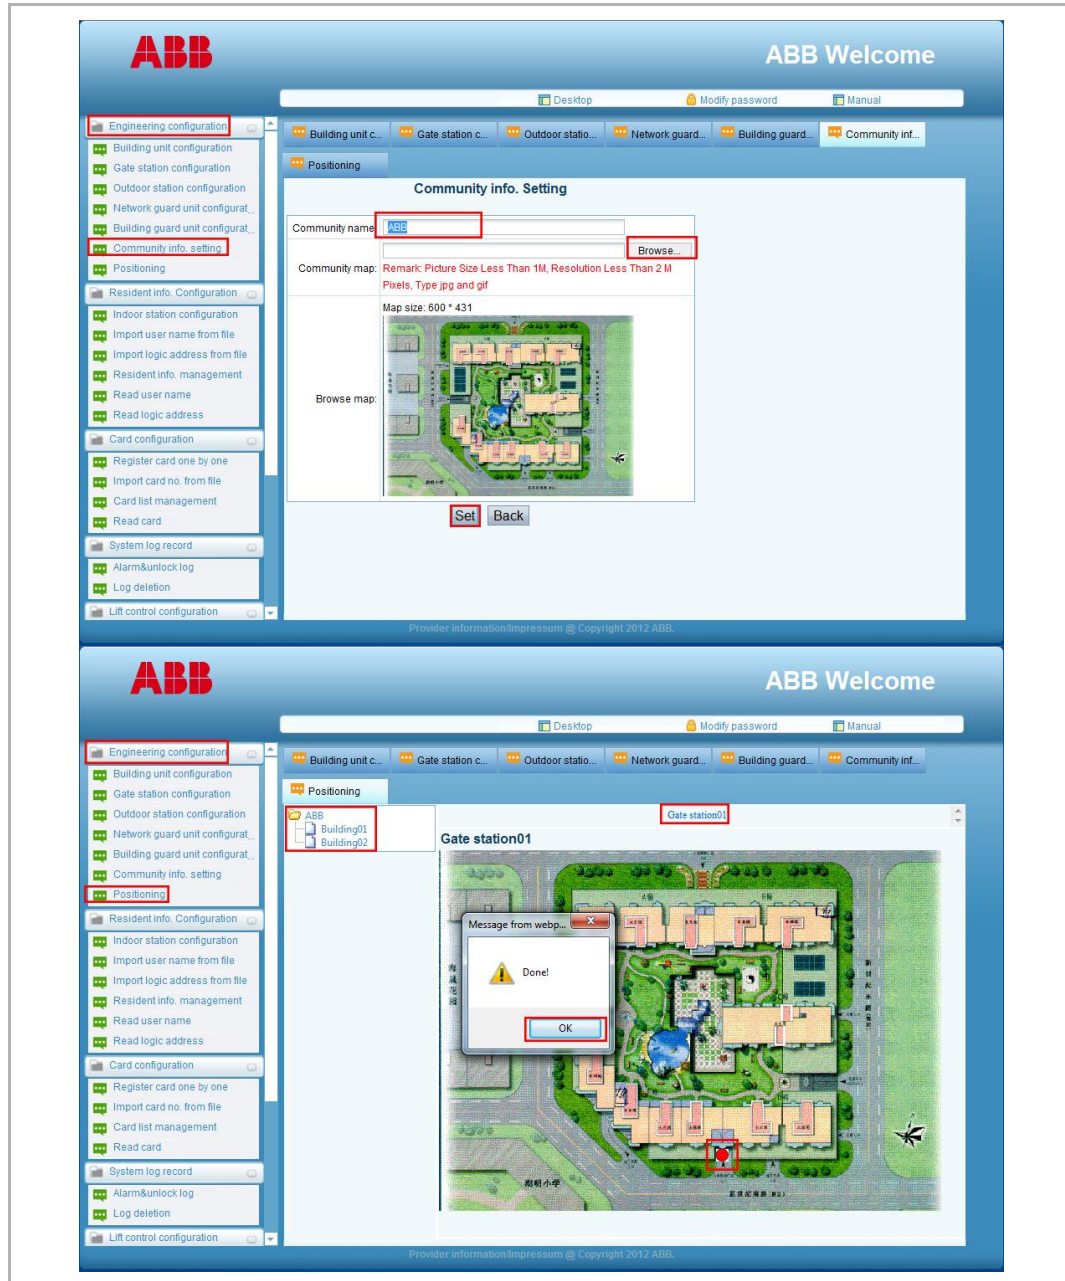 ABB
ABB Welcome
Desktop
Modify password
Manual
Engineering configuration
Building unit configuration
Gate station configuration
Outdoor station configuration
Network guard unit configurat...
Building guard unit configurat...
Community info. setting
Positioning
Resident info. Configuration
Indoor station configuration
Import user name from file
Import logic address from file
Resident info. management
Read user name
Read logic address
Card configuration
Register card one by one
Import card no. from file
Card list management
Read card
System log record
Alarm&unlock log
Log deletion
Lift control configuration
Building unit c...
Gate station c...
Outdoor statio...
Network guard...
Building guard...
Community inf...
Positioning
Community info. Setting
Community name:
ABB
Community map:
Browse...
Remark: Picture Size Less Than 1M, Resolution Less Than 2 M
Pixels, Type jpg and gif
Browse map:
Map size: 600 * 431
Set
Back
Provider information/Impressum @ Copyright 2012 ABB.
ABB
ABB Welcome
Desktop
Modify password
Manual
Engineering configuration
Building unit configuration
Gate station configuration
Outdoor station configuration
Network guard unit configurat...
Building guard unit configurat...
Community info. setting
Positioning
Resident info. Configuration
Indoor station configuration
Import user name from file
Import logic address from file
Resident info. management
Read user name
Read logic address
Card configuration
Register card one by one
Import card no. from file
Card list management
Read card
System log record
Alarm&unlock log
Log deletion
Lift control configuration
Building unit c...
Gate station c...
Outdoor statio...
Network guard...
Building guard...
Community inf...
Positioning
ABB
Building01
Building02
Gate station01
Gate station01
Message from webp...
Done!
OK
Provider information/Impressum @ Copyright 2012 ABB.